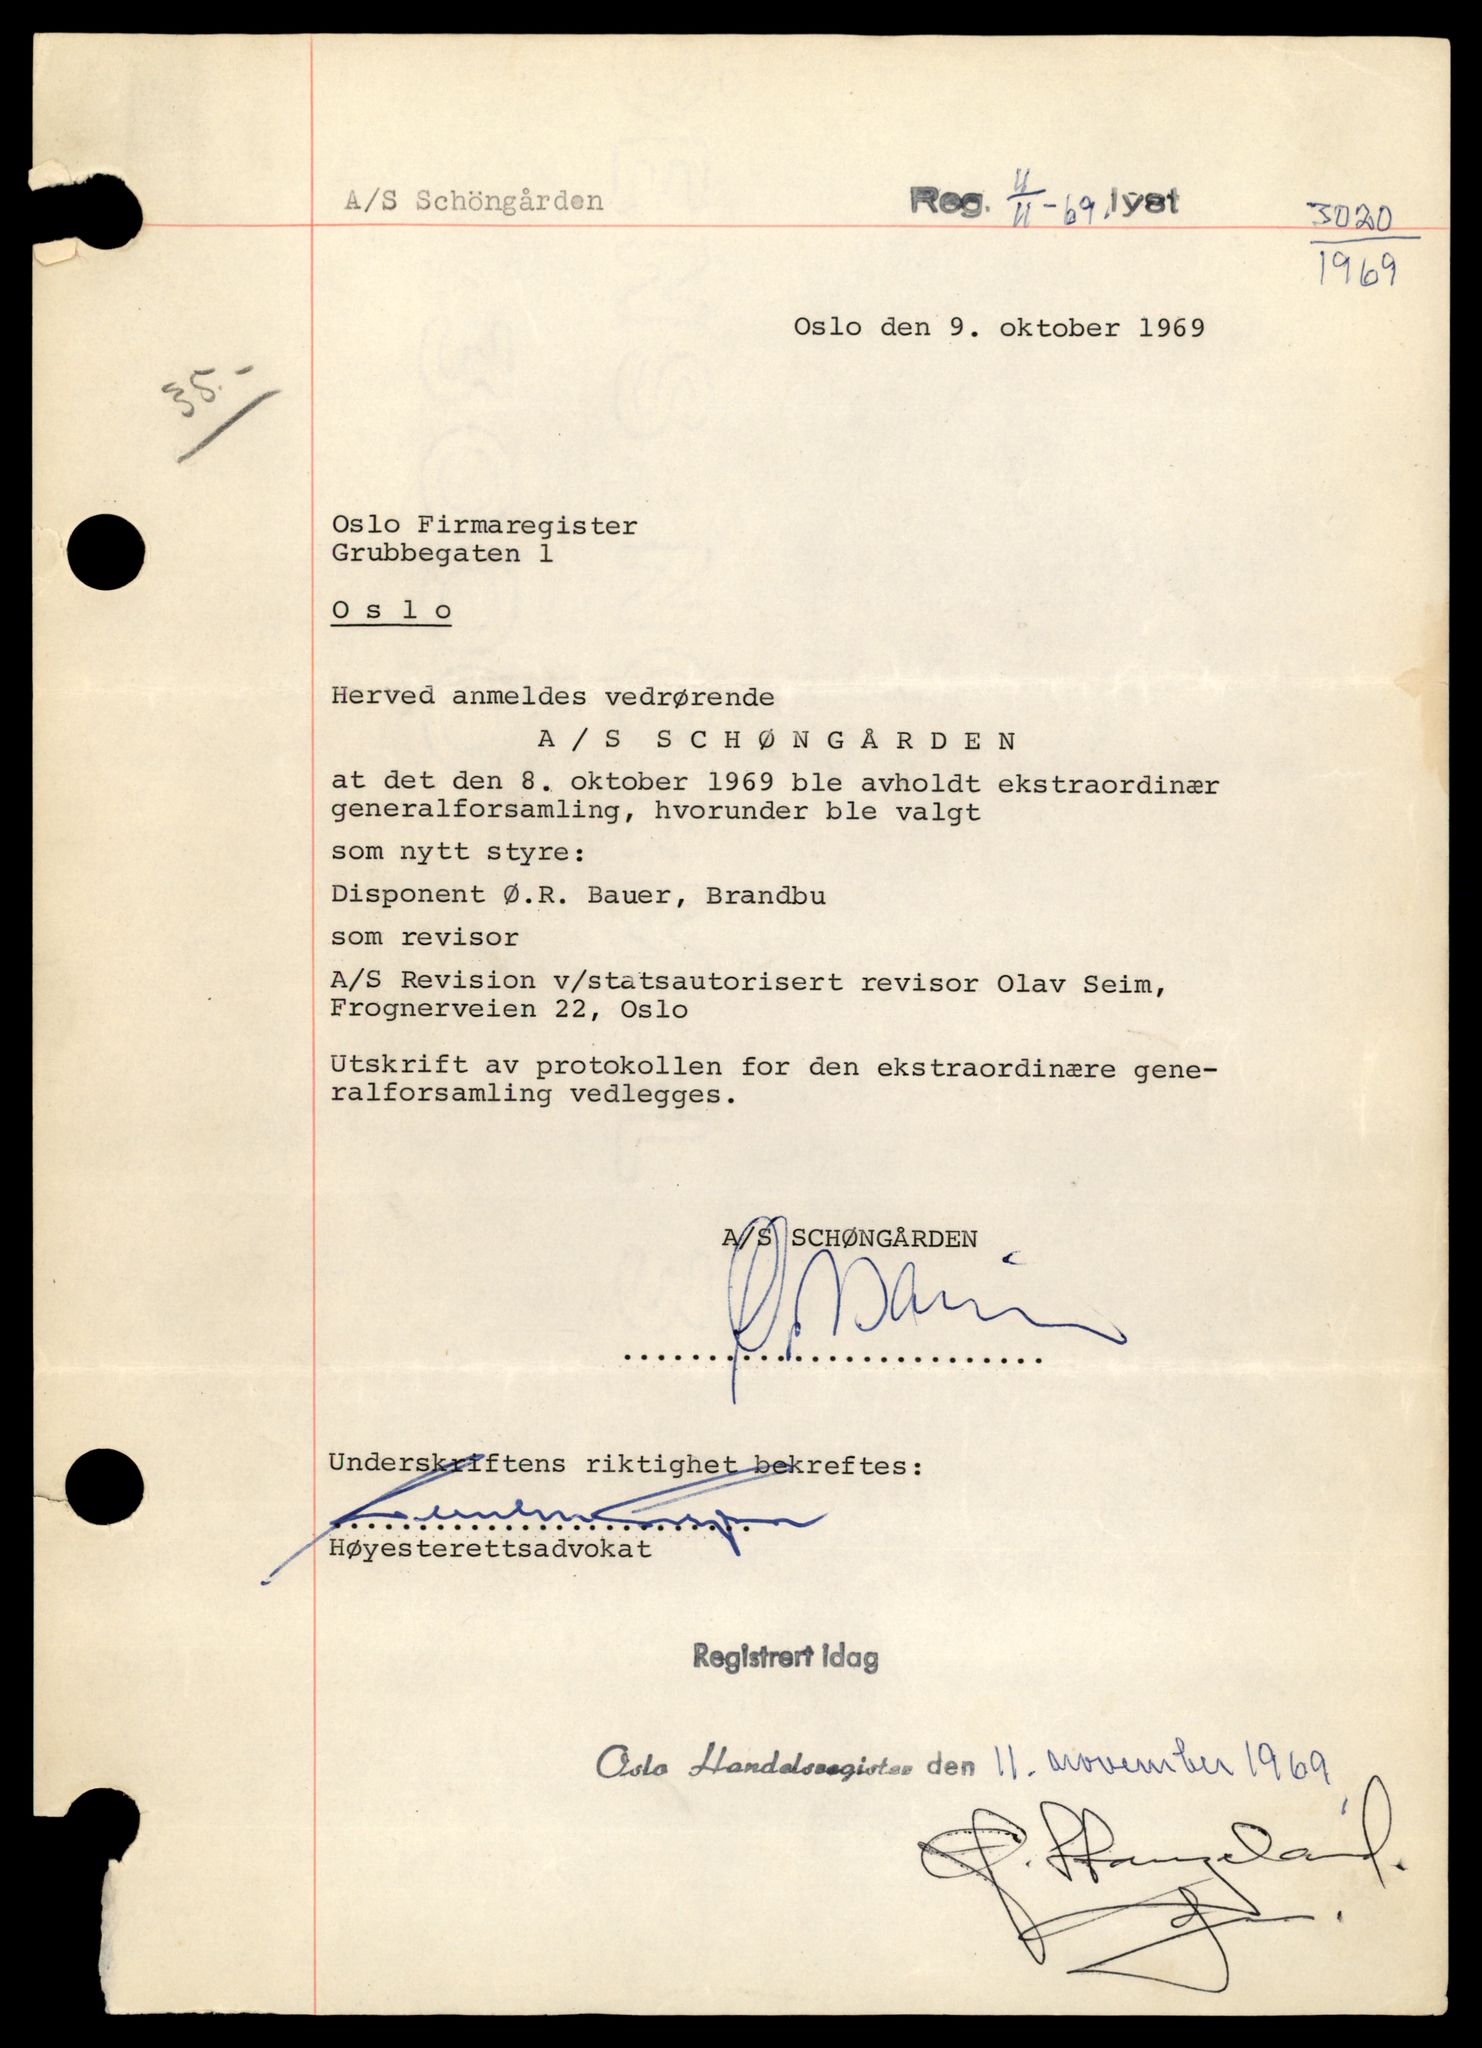 A/S Schöngården
Reg. 11/11-69, lyst
3020
1969
Oslo den 9. oktober 1969
35.-
Oslo Firmaregister
Grubbegaten 1
O s l o
Herved anmeldes vedrørende
A / S  S C H Ø N G Å R D E N
at det den 8. oktober 1969 ble avholdt ekstraordinær
generalforsamling, hvorunder ble valgt
som nytt styre:
Disponent Ø.R. Bauer, Brandbu
som revisor
A/S Revision v/statsautorisert revisor Olav Seim,
Frognerveien 22, Oslo
Utskrift av protokollen for den ekstraordinære gene-
ralforsamling vedlegges.
A/S SCHØNGÅRDEN
Underskriftens riktighet bekreftes:
Høyesterettsadvokat
Registrert idag
Oslo Handelsregister den 11. november 1969